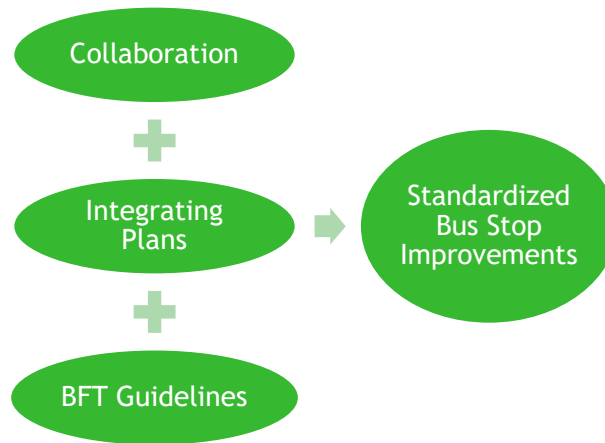 Collaboration
Integrating
Plans
BFT Guidelines
Standardized
Bus Stop
Improvements